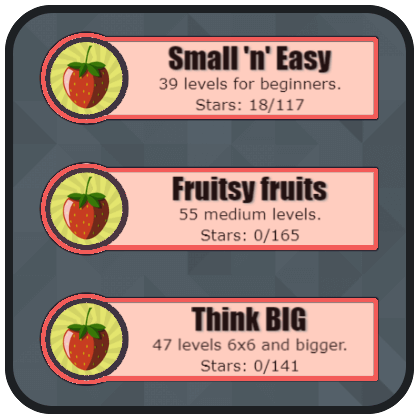 Small 'n' Easy
39 levels for beginners.
Stars: 18/117
Fruitsy fruits
55 medium levels.
Stars: 0/165
Think BIG
47 levels 6x6 and bigger.
Stars: 0/141